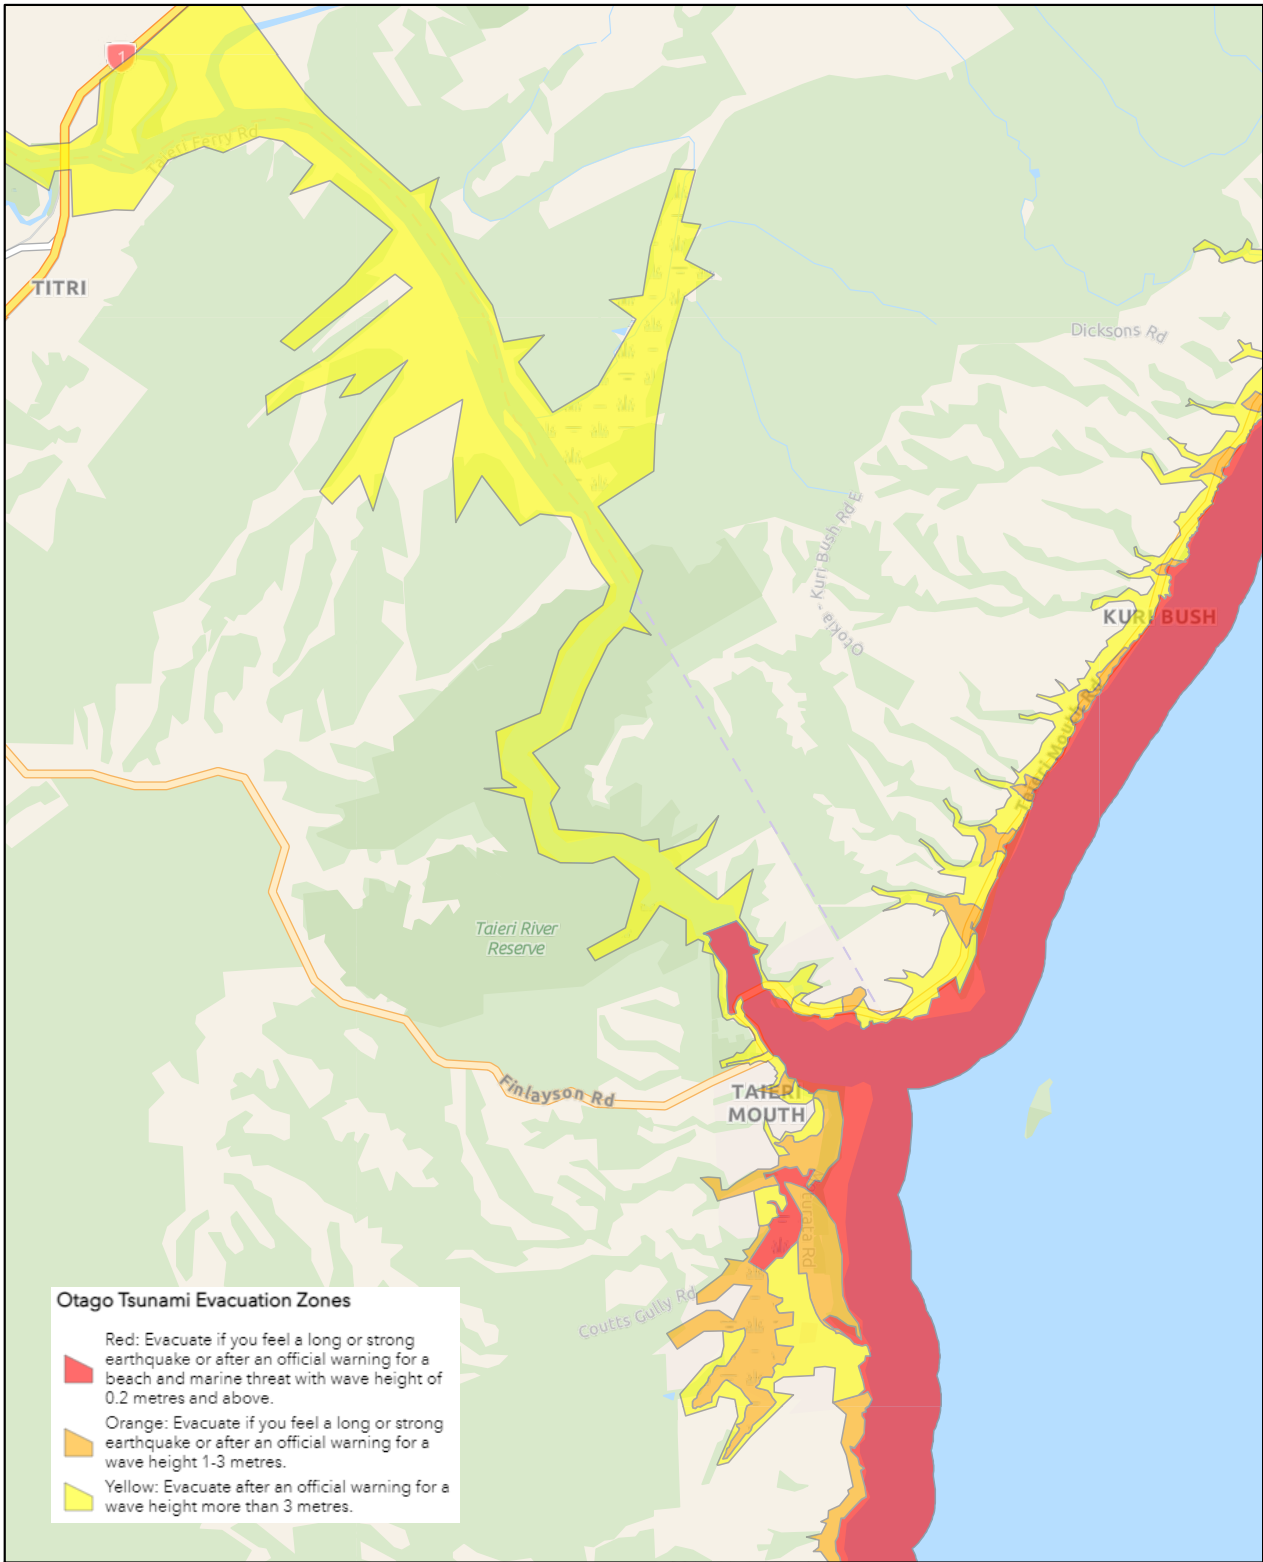 1
Taieri Ferry Rd
TITRI
Dicksons Rd
Otokia - Kuri Bush Rd E
KURI BUSH
Taieri Mouth Rd
Taieri River
Reserve
Finlayson Rd
TAIERI
MOUTH
Coutts Gully Rd
Otago Tsunami Evacuation Zones
Red: Evacuate if you feel a long or strong
earthquake or after an official warning for a
beach and marine threat with wave height of
0.2 metres and above.
Orange: Evacuate if you feel a long or strong
earthquake or after an official warning for a
wave height 1-3 metres.
Yellow: Evacuate after an official warning for a
wave height more than 3 metres.